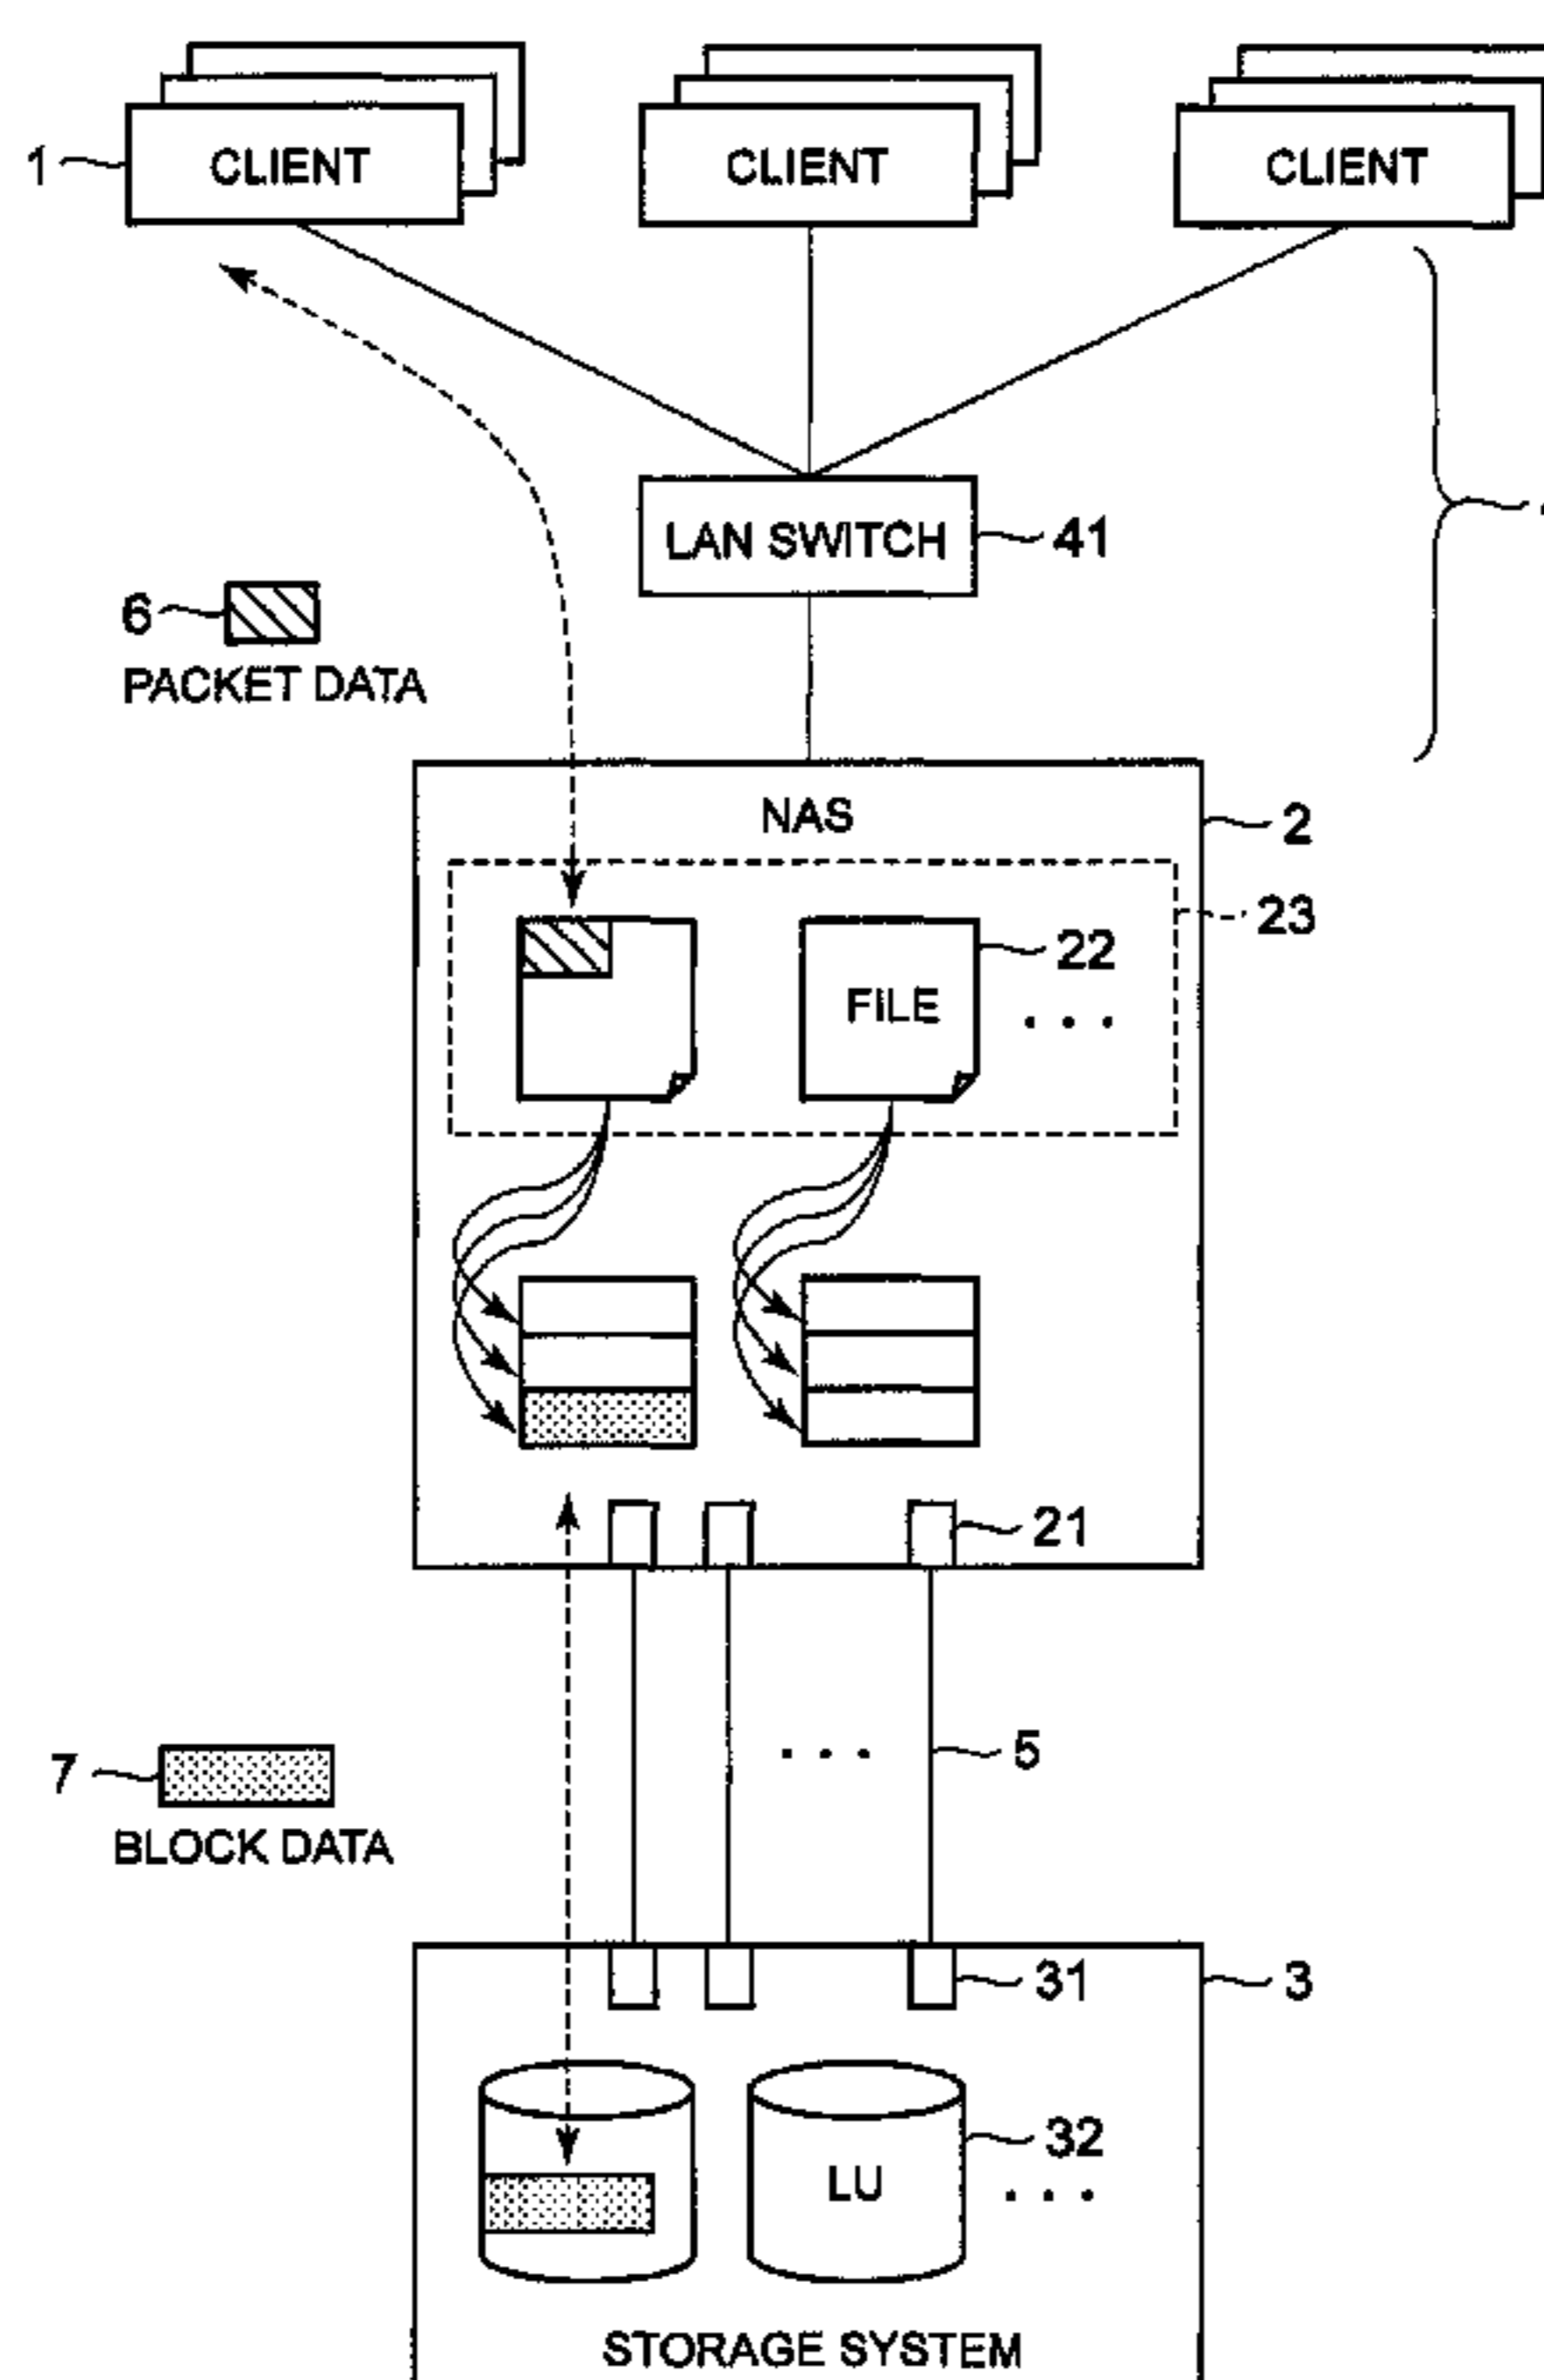 CLIENT
CLIENT
CLIENT
1
LAN SWITCH
41
6
PACKET DATA
NAS
2
23
22
FILE
. . .
21
5
. . .
7
BLOCK DATA
31
3
32
LU
. . .
STORAGE SYSTEM